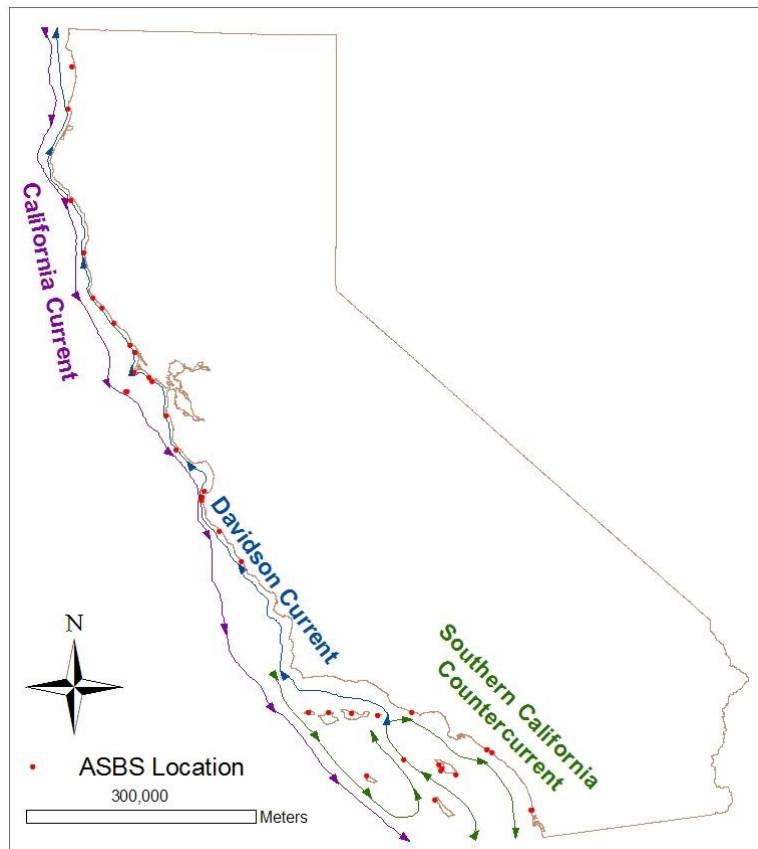 California Current
Davidson Current
Southern California
Countercurrent
N
ASBS Location
300,000
Meters